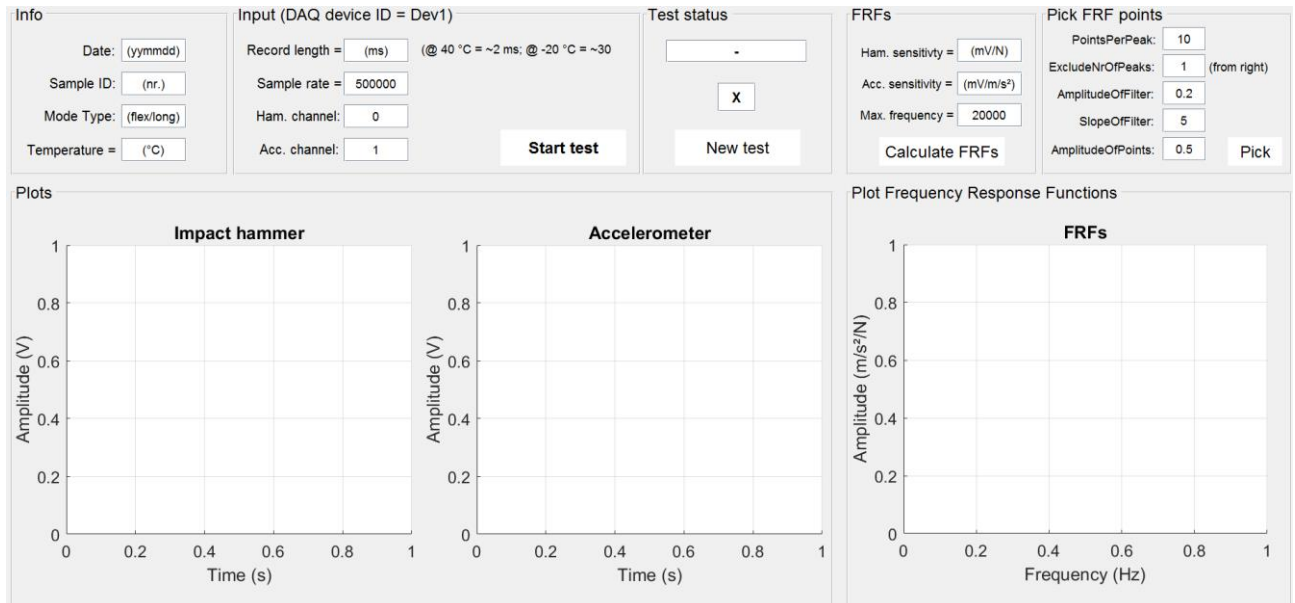 Info
Date: (yymmdd)
Sample ID: (nr.)
Mode Type: (flex/long)
Temperature = (°C)
Input (DAQ device ID = Dev1)
Record length = (ms) (@ 40 °C = ~2 ms; @ -20 °C = ~30
Sample rate = 500000
Ham. channel: 0
Acc. channel: 1
Start test
Test status
-
X
New test
FRFs
Ham. sensitivty = (mV/N)
Acc. sensitivity = (mV/m/s²)
Max. frequency = 20000
Calculate FRFs
Pick FRF points
PointsPerPeak: 10
ExcludeNrOfPeaks: 1 (from right)
AmplitudeOfFilter: 0.2
SlopeOfFilter: 5
AmplitudeOfPoints: 0.5
Pick
Plots
Impact hammer
Amplitude (V)
1
0.8
0.6
0.4
0.2
0
0 0.2 0.4 0.6 0.8 1
Time (s)
Accelerometer
Amplitude (V)
1
0.8
0.6
0.4
0.2
0
0 0.2 0.4 0.6 0.8 1
Time (s)
Plot Frequency Response Functions
FRFs
Amplitude (m/s²/N)
1
0.8
0.6
0.4
0.2
0
0 0.2 0.4 0.6 0.8 1
Frequency (Hz)